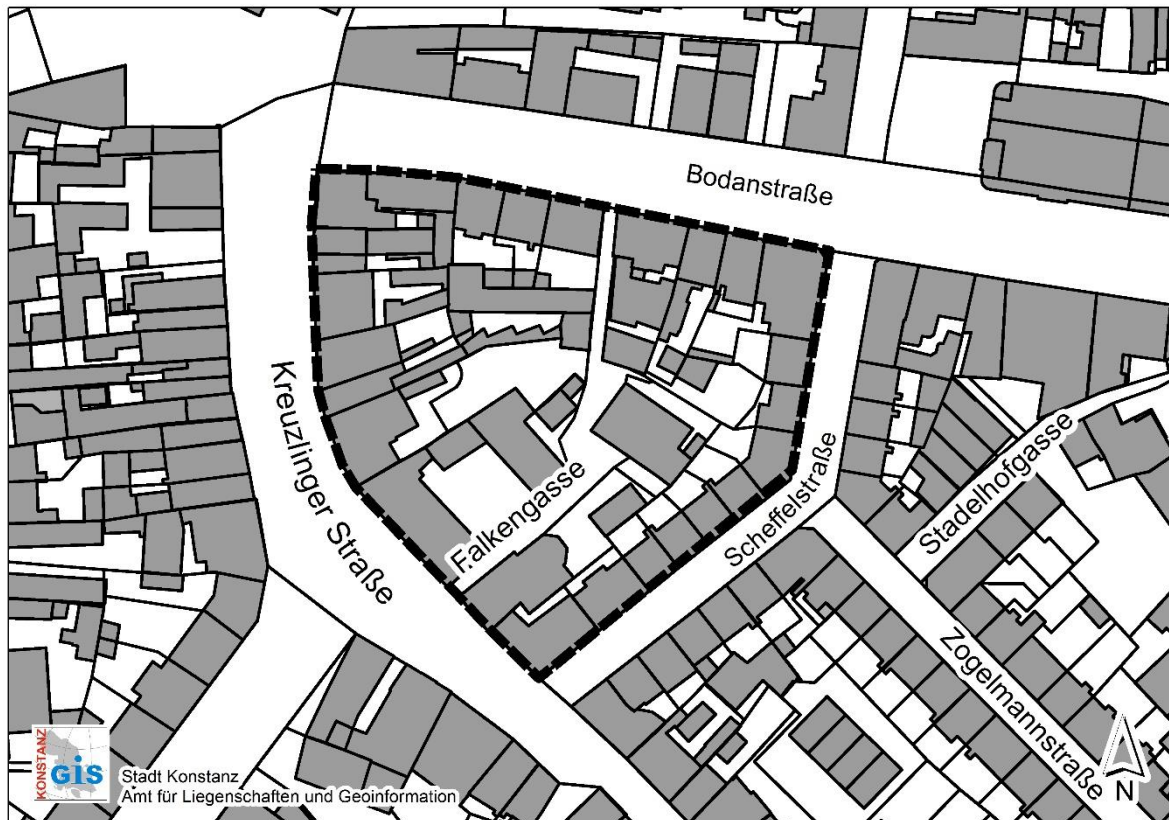 Bodanstraße
Kreuzlinger Straße
Falkengasse
Scheffelstraße
Stadelhofgasse
Zogelmannstraße
KONSTANZ
GIS
Stadt Konstanz
Amt für Liegenschaften und Geoinformation
N